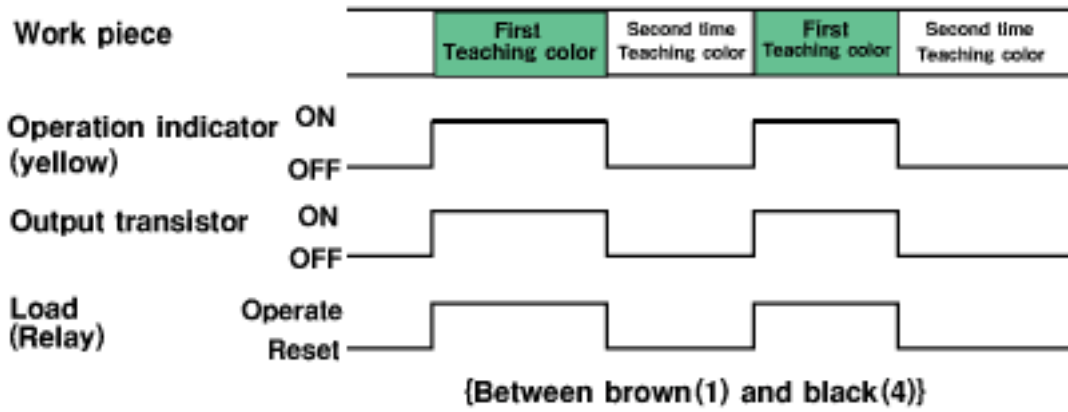 Work piece
First
Teaching color
Second time
Teaching color
First
Teaching color
Second time
Teaching color
Operation indicator
(yellow)
ON
OFF
Output transistor
ON
OFF
Load
(Relay)
Operate
Reset
{Between brown(1) and black(4)}